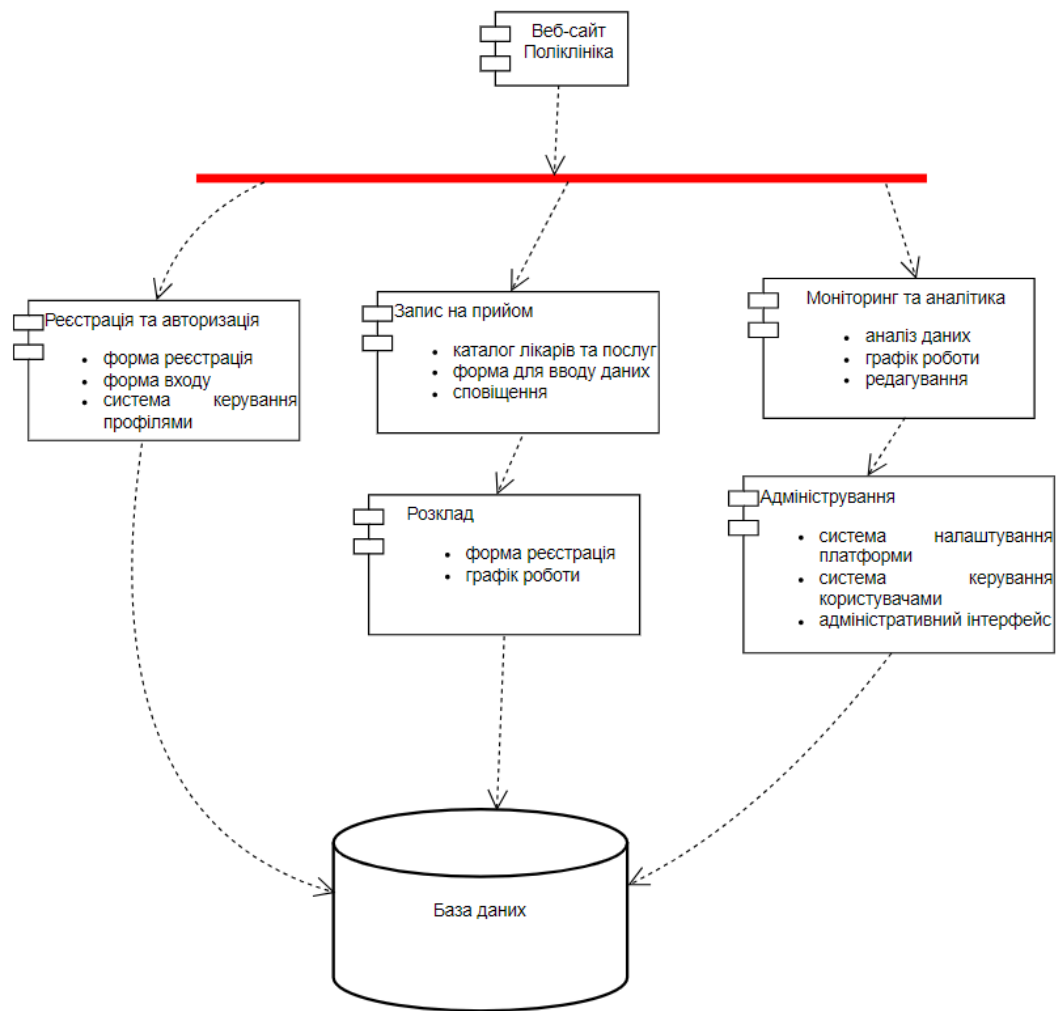 Веб-сайт
Поліклініка
Реєстрація та авторизація
форма реєстрація
форма входу
система керування
профілями
Запис на прийом
каталог лікарів та послуг
форма для вводу даних
сповіщення
Моніторинг та аналітика
аналіз даних
графік роботи
редагування
Розклад
форма реєстрація
графік роботи
Адміністрування
система налаштування
платформи
система керування
користувачами
адміністративний інтерфейс
База даних